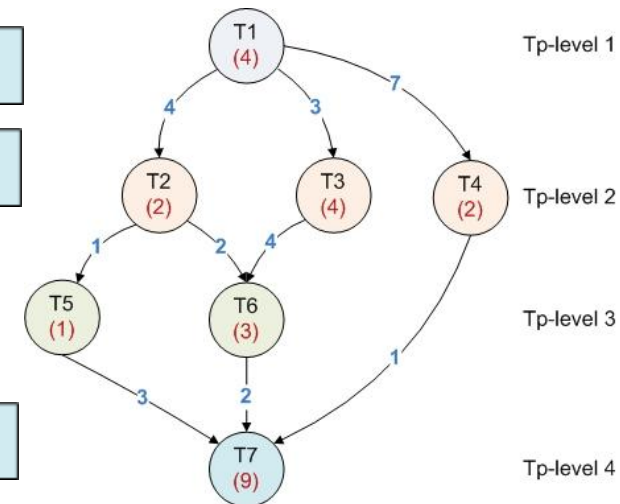 T1
(4)
Tp-level 1
4
3
7
T2
(2)
T3
(4)
T4
(2)
Tp-level 2
1
2
4
T5
(1)
T6
(3)
Tp-level 3
1
3
2
T7
(9)
Tp-level 4